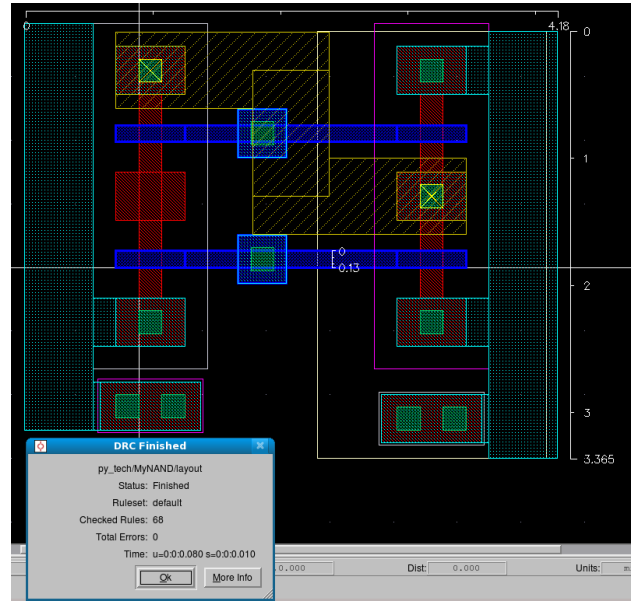 0
4.18
0
1
0
0.13
2
3
3.365
DRC Finished
py_tech/MyNAND/layout
Status: Finished
Ruleset: default
Checked Rules: 68
Total Errors: 0
Time: u=0:0:0.080 s=0:0:0.010
Ok
More Info
0.000
Dist: 0.000
Units: